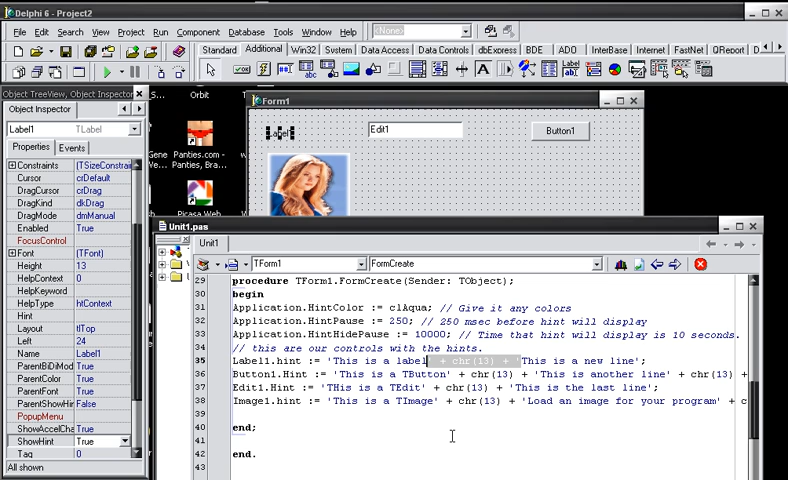 Delphi 6 - Project2
File Edit Search View Project Run Component Database Tools Window Help <None>
Standard Additional Win32 System Data Access Data Controls dbExpress BDE ADO InterBase Internet FastNet QReport D
Object TreeView, Object Inspector
Object Inspector
Label1 TLabel
Properties Events
Constraints (TSizeConstrai
Cursor crDefault
DragCursor crDrag
DragKind dkDrag
DragMode dmManual
Enabled True
FocusControl
Font (TFont)
Height 13
HelpContext 0
HelpKeyword
HelpType htContext
Hint
Layout tlTop
Left 24
Name Label1
ParentBiDiMod True
ParentColor True
ParentFont True
ParentShowHin False
PopupMenu
ShowAccelChar True
ShowHint True
Tag 0
All shown
Orbit
Gene
We...
Panties.com -
Panties, Bra...
Picasa Web
Form1
Label1 Edit1 Button1
Unit1.pas
Unit1
TForm1 FormCreate
29 procedure TForm1.FormCreate(Sender: TObject);
30 begin
31 Application.HintColor := clAqua; // Give it any colors
32 Application.HintPause := 250; // 250 msec before hint will display
33 Application.HintHidePause := 10000; // Time that hint will display is 10 seconds.
34 // this are our controls with the hints.
35 Label1.hint := 'This is a label' + chr(13) + 'This is a new line';
36 Button1.Hint := 'This is a TButton' + chr(13) + 'This is another line' + chr(13) +
37 Edit1.Hint := 'THis is a TEdit' + chr(13) + 'This is the last line';
38 Image1.hint := 'This is a TImage' + chr(13) + 'Load an image for your program' + c
39
40 end;
41
42 end.
43